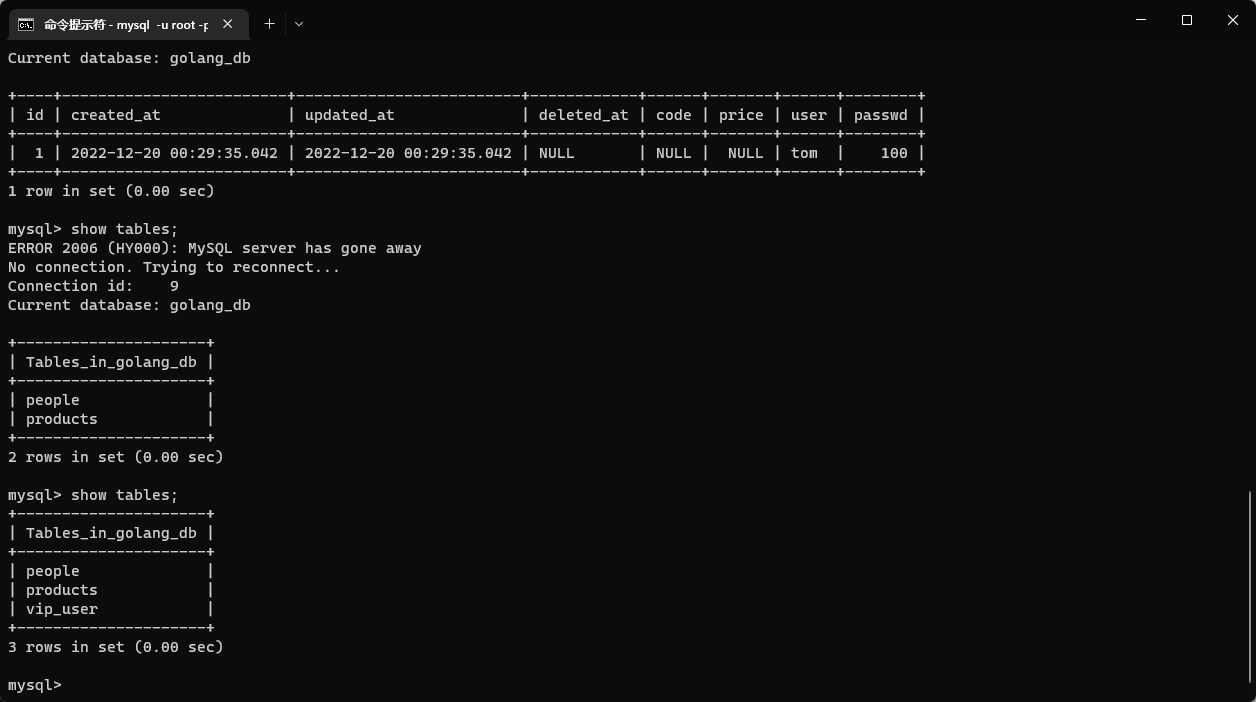 命令提示符 - mysql  -u root -p
Current database: golang_db
+----+-------------------------+-------------------------+------------+------+-------+------+--------+
| id | created_at              | updated_at              | deleted_at | code | price | user | passwd |
+----+-------------------------+-------------------------+------------+------+-------+------+--------+
|  1 | 2022-12-20 00:29:35.042 | 2022-12-20 00:29:35.042 | NULL       | NULL |  NULL | tom  |    100 |
+----+-------------------------+-------------------------+------------+------+-------+------+--------+
1 row in set (0.00 sec)
mysql> show tables;
ERROR 2006 (HY000): MySQL server has gone away
No connection. Trying to reconnect...
Connection id:    9
Current database: golang_db
+---------------------+
| Tables_in_golang_db |
+---------------------+
| people              |
| products            |
+---------------------+
2 rows in set (0.00 sec)
mysql> show tables;
+---------------------+
| Tables_in_golang_db |
+---------------------+
| people              |
| products            |
| vip_user            |
+---------------------+
3 rows in set (0.00 sec)
mysql>